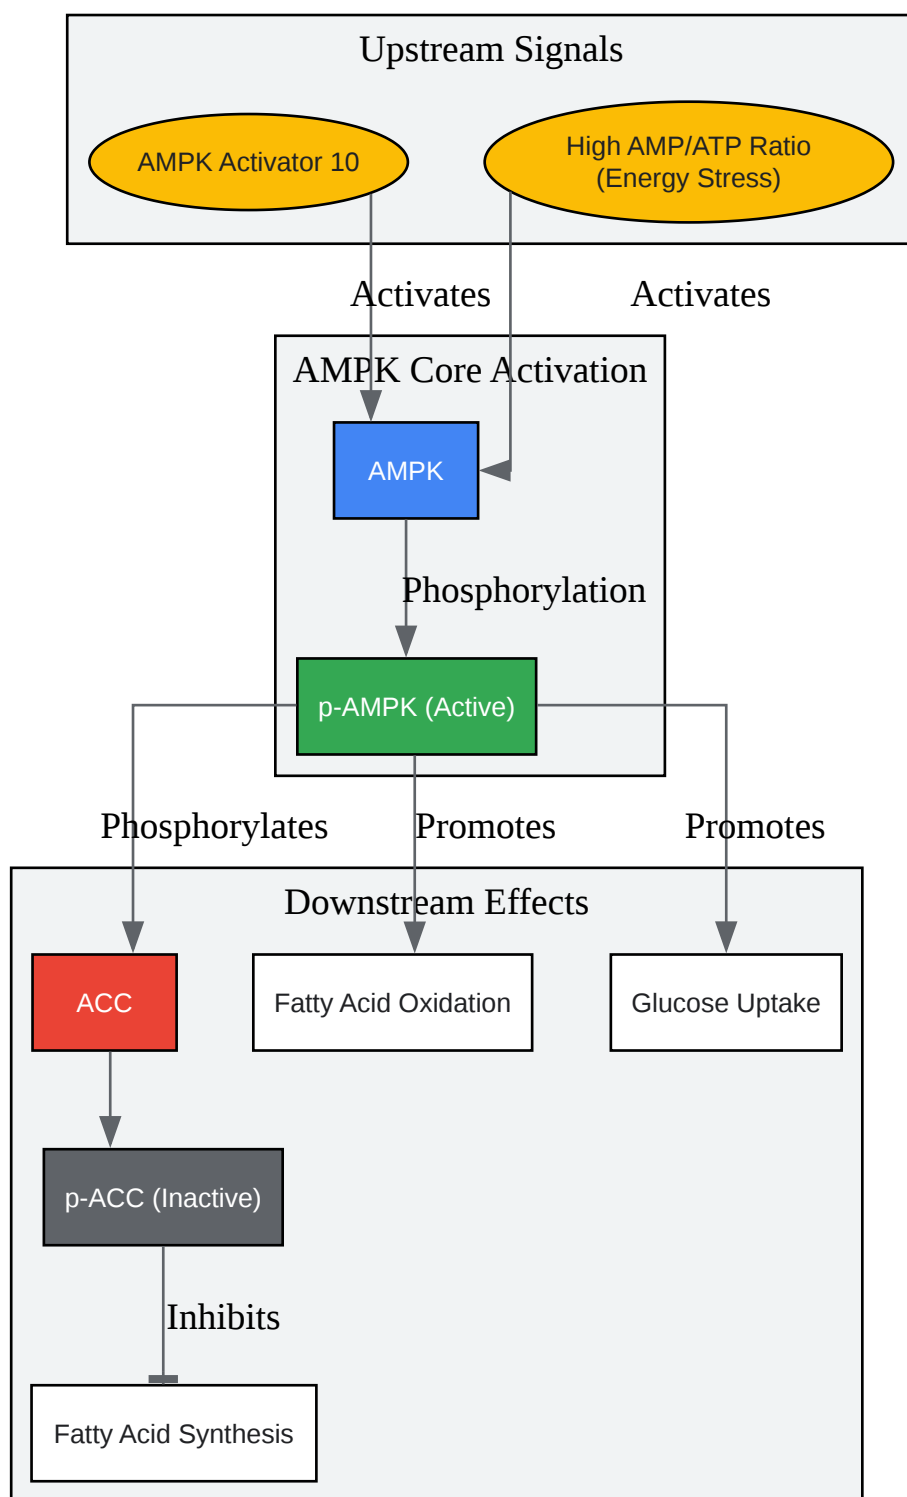 Upstream Signals
AMPK Activator 10
High AMP/ATP Ratio
(Energy Stress)
Activates
Activates
AMPK Core Activation
AMPK
Phosphorylation
p-AMPK (Active)
Phosphorylates
Promotes
Promotes
Downstream Effects
ACC
Fatty Acid Oxidation
Glucose Uptake
p-ACC (Inactive)
Inhibits
Fatty Acid Synthesis